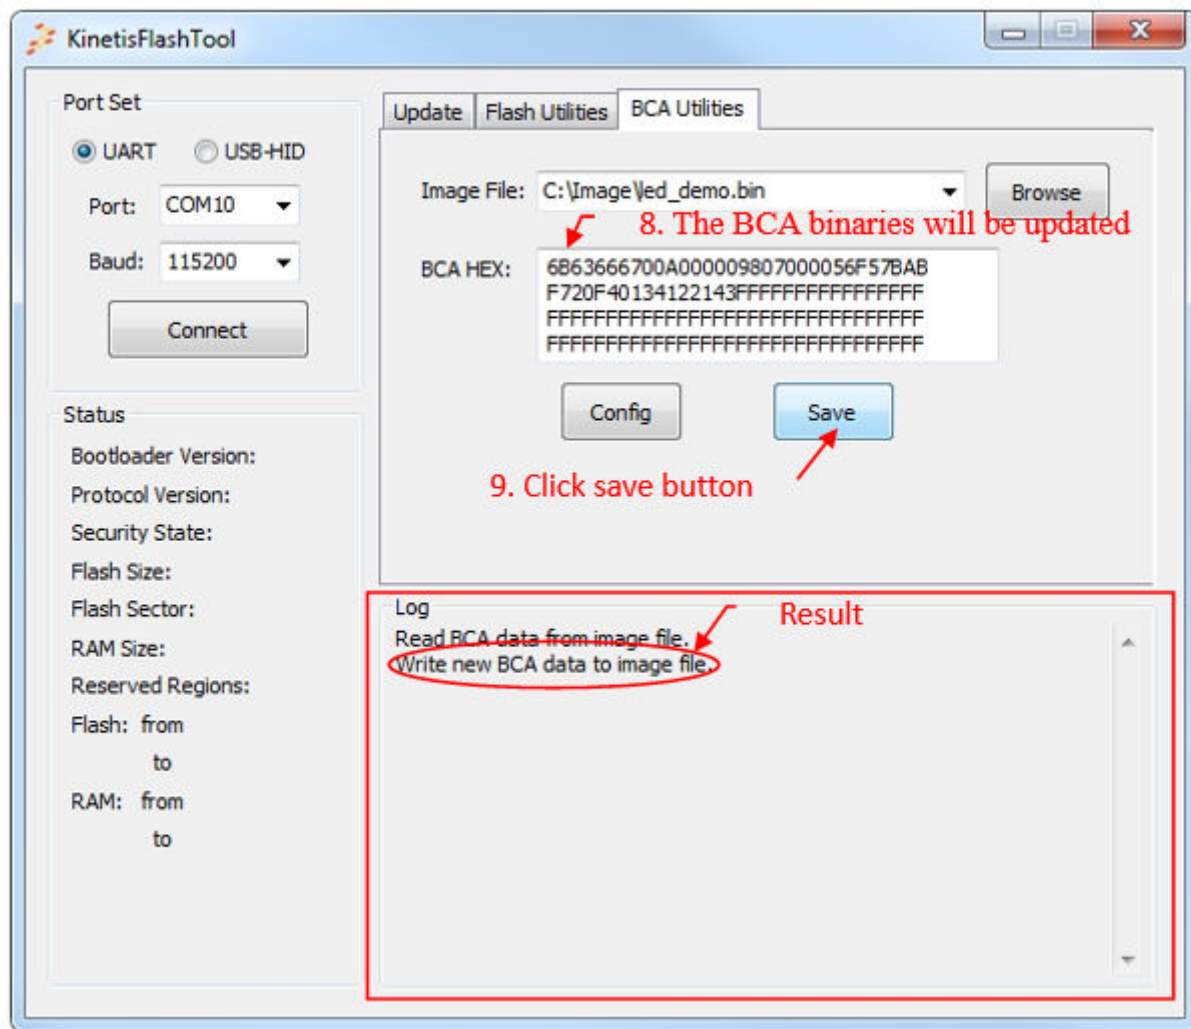 KinetisFlashTool
Port Set
UART USB-HID
Port: COM10
Baud: 115200
Connect
Status
Bootloader Version:
Protocol Version:
Security State:
Flash Size:
Flash Sector:
RAM Size:
Reserved Regions:
Flash: from
to
RAM: from
to
Update Flash Utilities BCA Utilities
Image File: C:\Image\led_demo.bin Browse
8. The BCA binaries will be updated
BCA HEX: 6B63666700A000009807000056F57BAB
F720F40134122143FFFFFFFFFFFFFFFF
FFFFFFFFFFFFFFFFFFFFFFFFFFFFFFFF
FFFFFFFFFFFFFFFFFFFFFFFFFFFFFFFF
Config Save
9. Click save button
Log
Result
Read BCA data from image file.
Write new BCA data to image file.